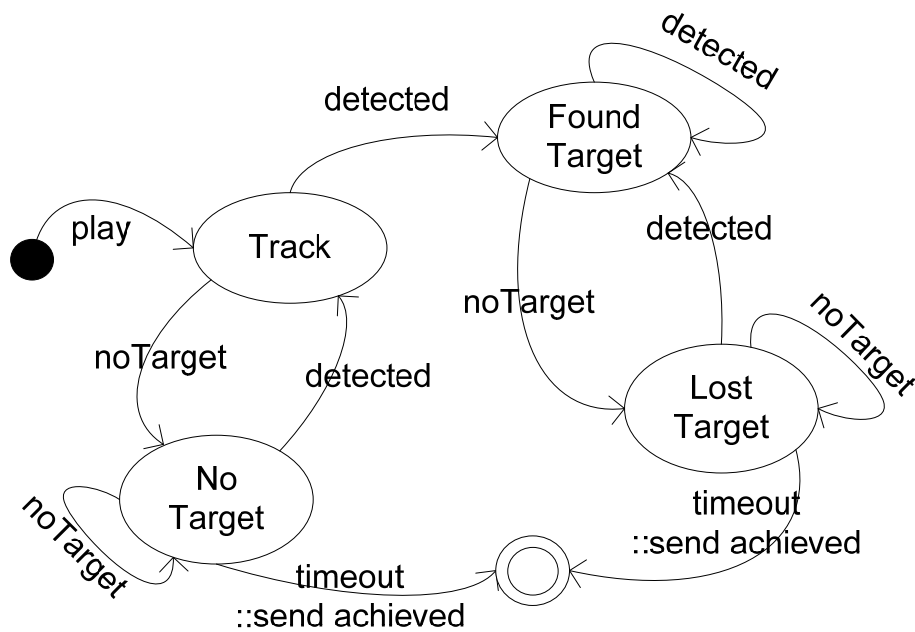 detected
detected
Found
Target
play
Track
detected
noTarget
noTarget
noTarget
detected
Lost
Target
No
Target
noTarget
timeout
::send achieved
timeout
::send achieved